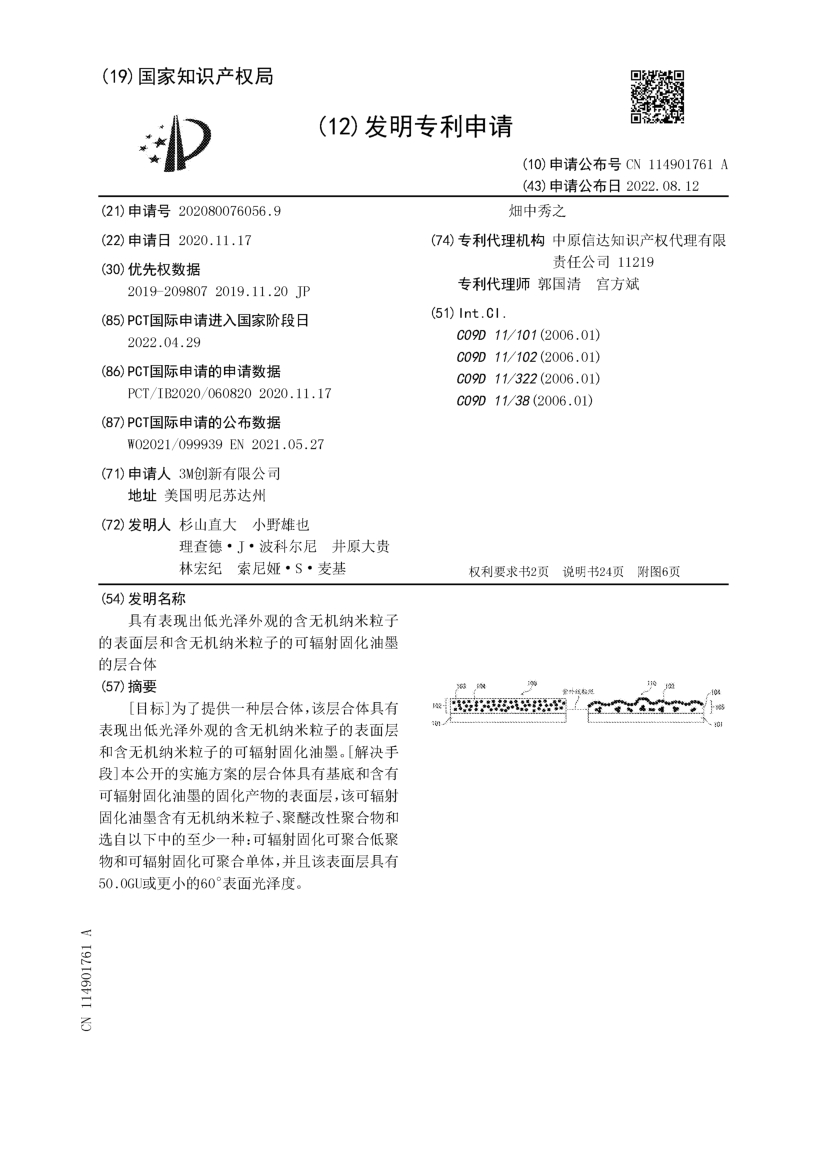 (19)国家知识产权局
(12)发明专利申请
(10)申请公布号 CN 114901761 A
(43)申请公布日 2022.08.12
(21)申请号 202080076056.9
(22)申请日 2020.11.17
(30)优先权数据
2019-209807 2019.11.20 JP
(85)PCT国际申请进入国家阶段日
2022.04.29
(86)PCT国际申请的申请数据
PCT/IB2020/060820 2020.11.17
(87)PCT国际申请的公布数据
WO2021/099939 EN 2021.05.27
(71)申请人 3M创新有限公司
地址 美国明尼苏达州
(72)发明人 杉山直大 小野雄也
理查德·J·波科尔尼 井原大贵
林宏纪 索尼娅·S·麦基
畑中秀之
(74)专利代理机构 中原信达知识产权代理有限
责任公司 11219
专利代理师 郭国清 宫方斌
(51)Int.Cl.
C09D 11/101(2006.01)
C09D 11/102(2006.01)
C09D 11/322(2006.01)
C09D 11/38(2006.01)
权利要求书2页 说明书24页 附图6页
(54)发明名称
具有表现出低光泽外观的含无机纳米粒子
的表面层和含无机纳米粒子的可辐射固化油墨
的层合体
(57)摘要
[目标]为了提供一种层合体,该层合体具有
表现出低光泽外观的含无机纳米粒子的表面层
和含无机纳米粒子的可辐射固化油墨。[解决手
段]本公开的实施方案的层合体具有基底和含有
可辐射固化油墨的固化产物的表面层,该可辐射
固化油墨含有无机纳米粒子、聚醚改性聚合物和
选自以下中的至少一种:可辐射固化可聚合低聚
物和可辐射固化可聚合单体,并且该表面层具有
50.0GU或更小的60°表面光泽度。
103 104 紫外线辐照 110 103 104
102 105
101 101
CN 114901761 A